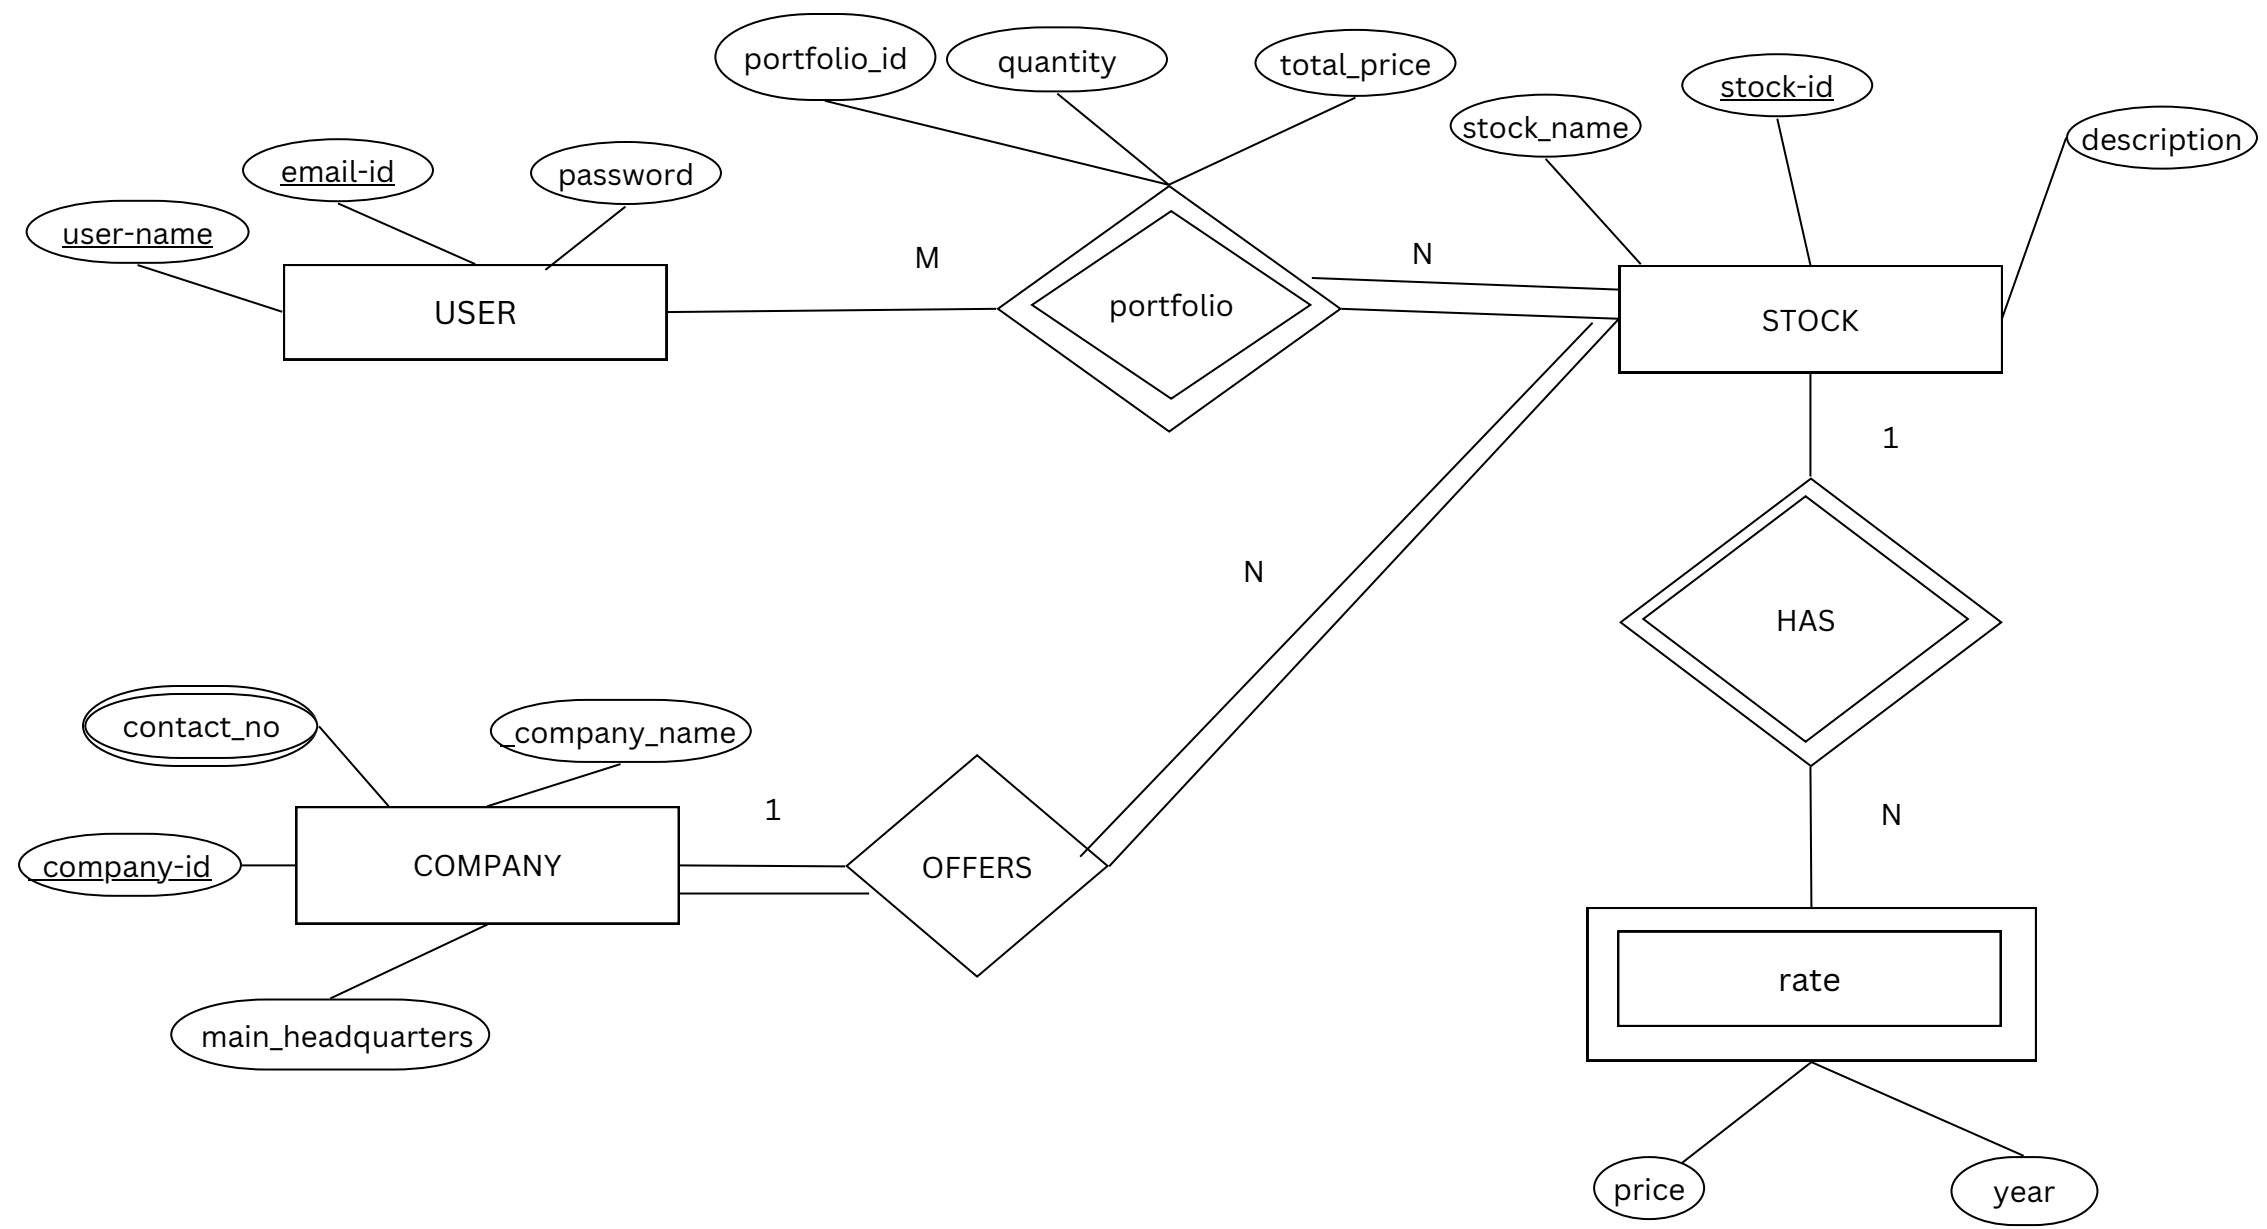 portfolio_id
quantity
total_price
stock_name
stock-id
description
user-name
email-id
password
USER
M
portfolio
N
STOCK
1
HAS
N
N
rate
price
year
contact_no
_company_name
_company-id
COMPANY
1
OFFERS
main_headquarters